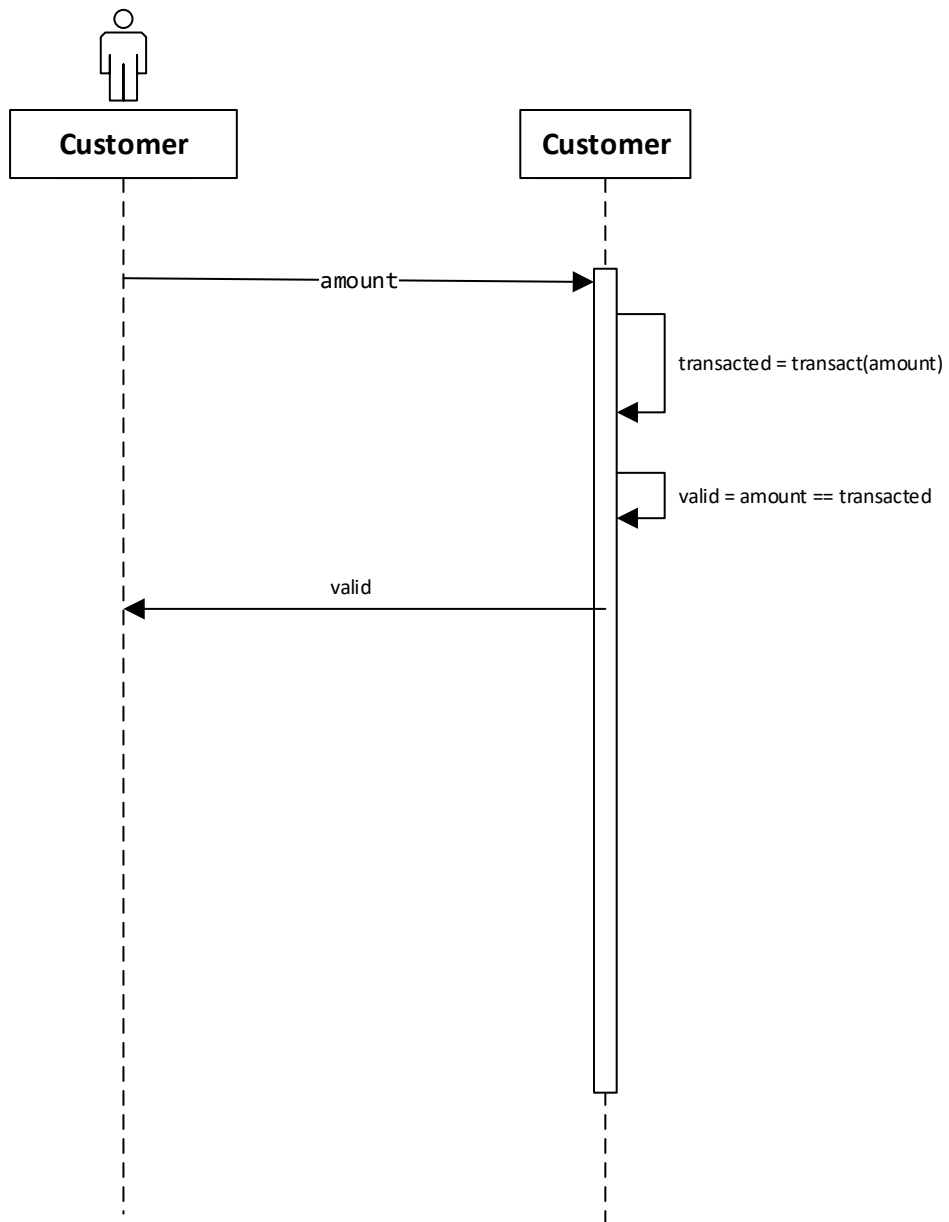 Customer
Customer
amount
transacted = transact(amount)
valid = amount == transacted
valid